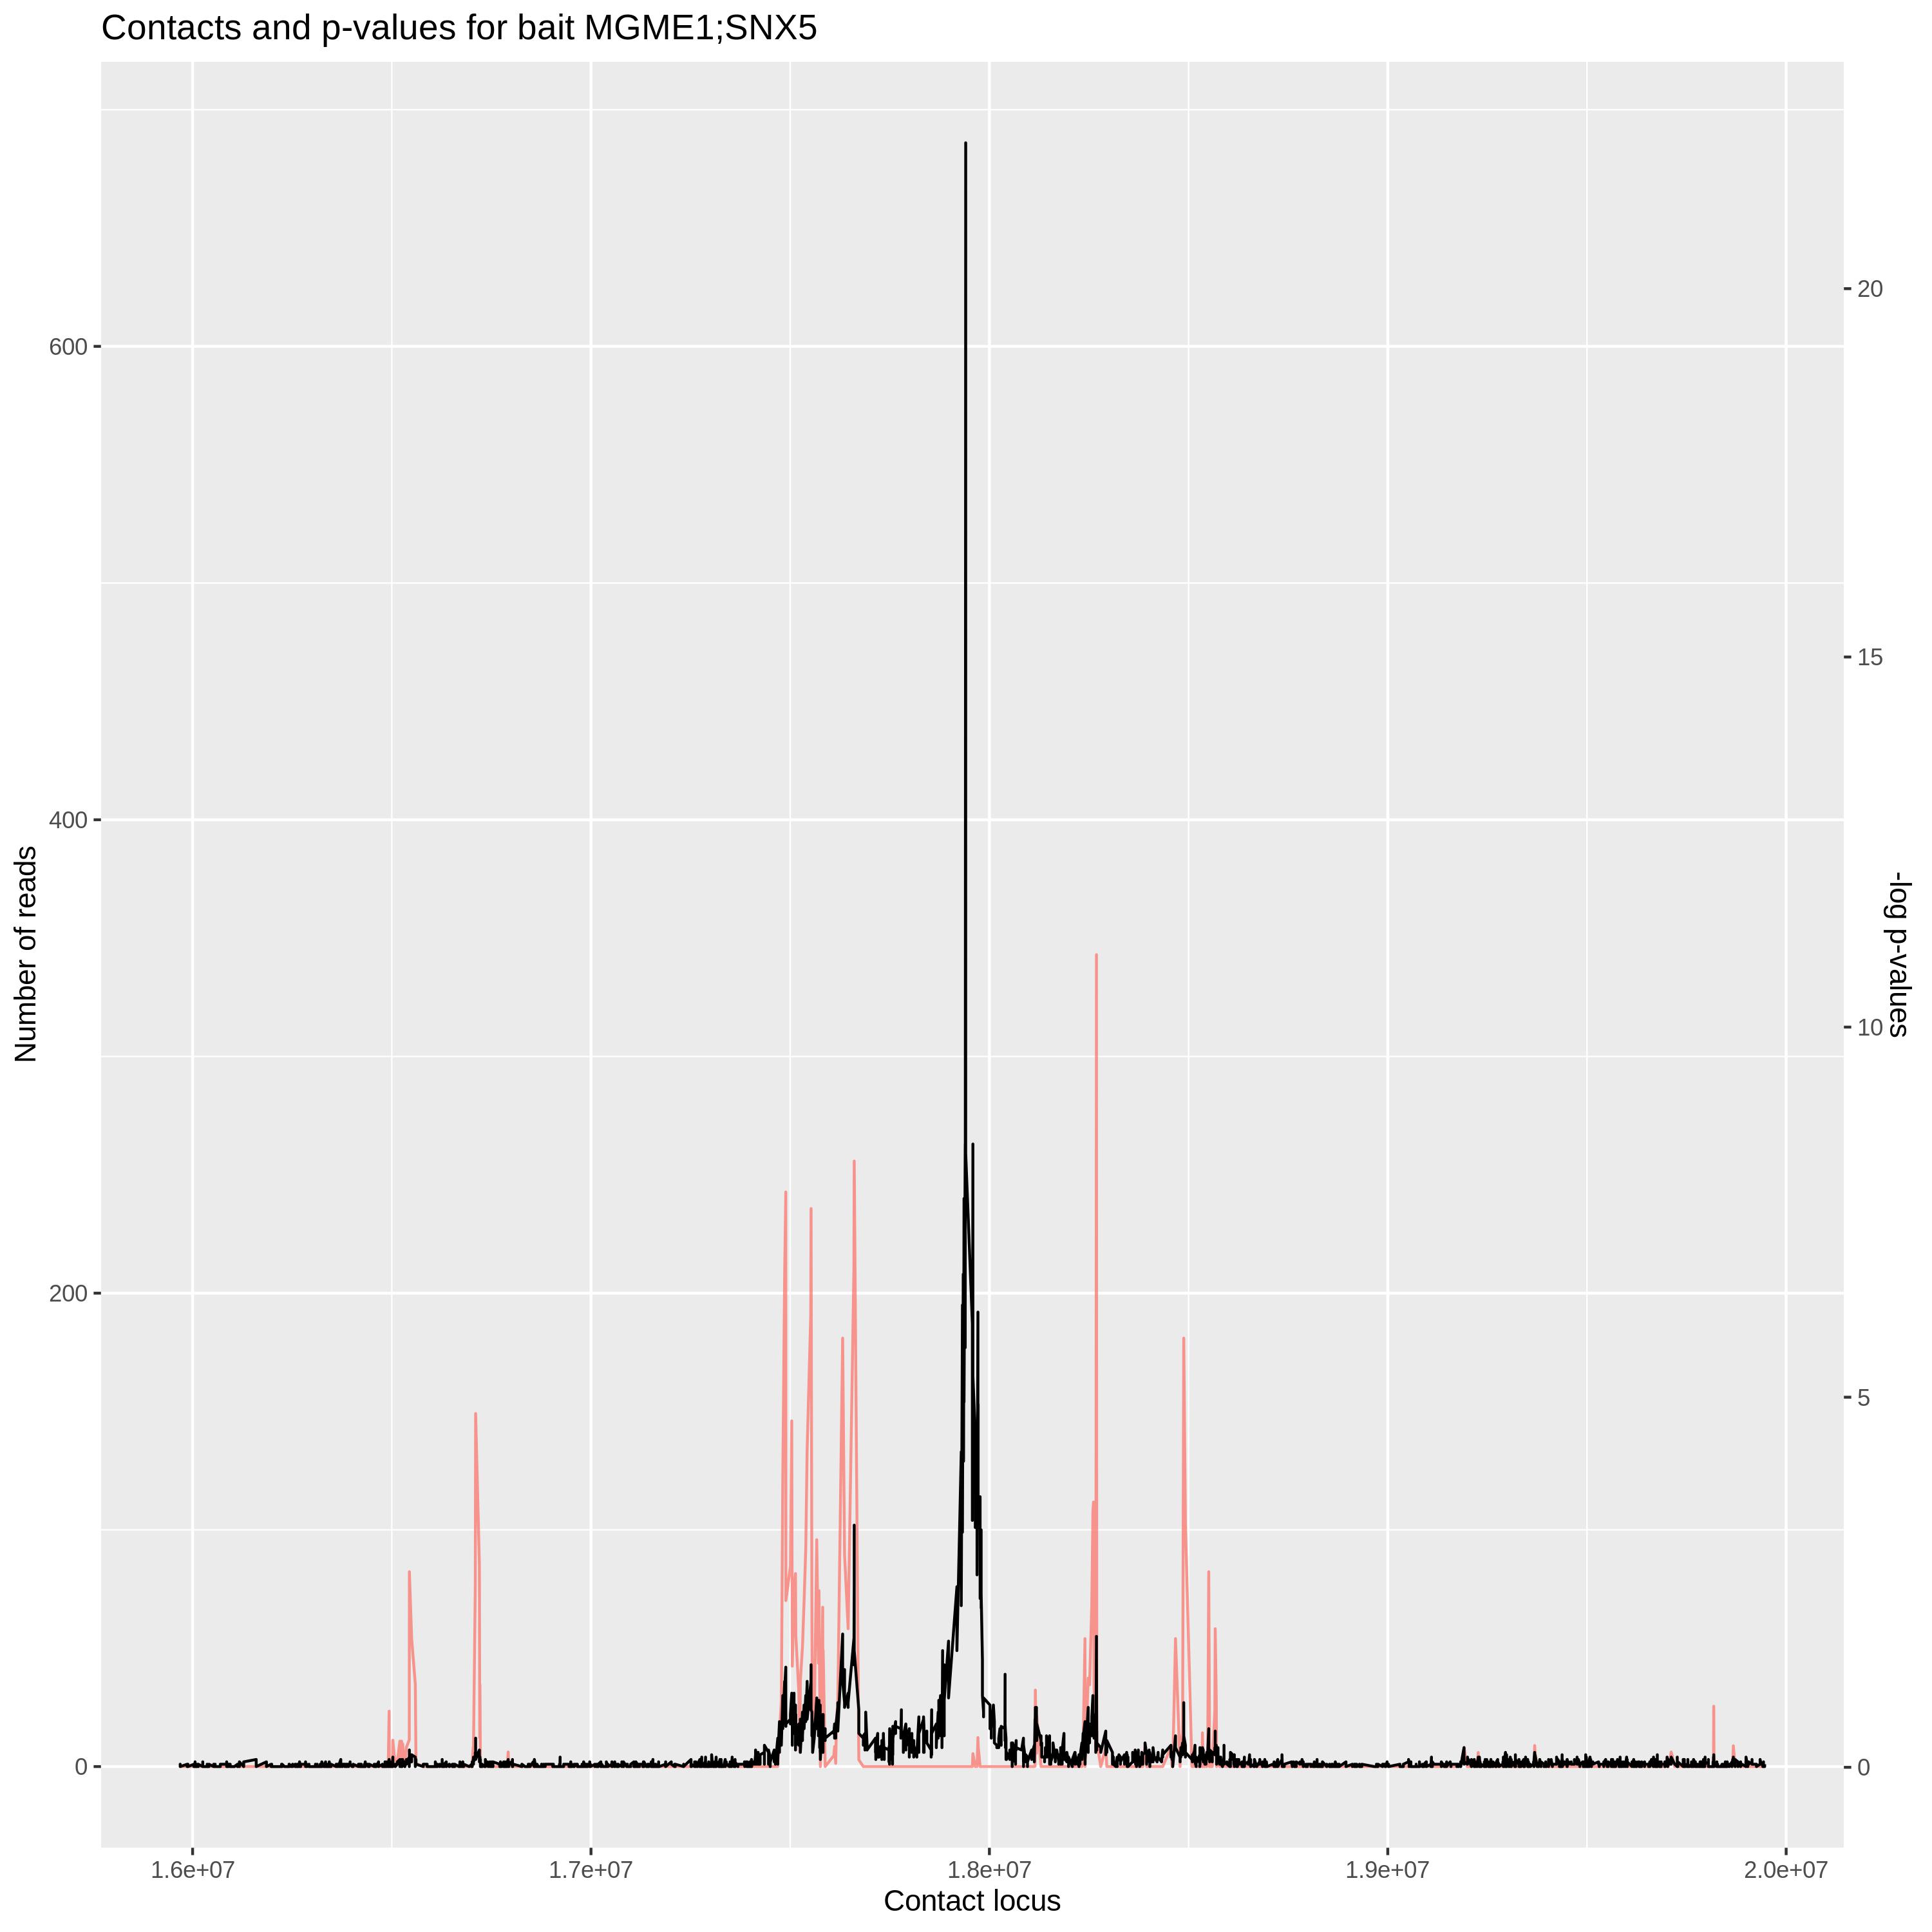 Contacts and p-values for bait MGME1;SNX5
Number of reads
600
400
200
0
20
15
10
5
0
-log p-values
1.6e+07 1.7e+07 1.8e+07 1.9e+07 2.0e+07
Contact locus